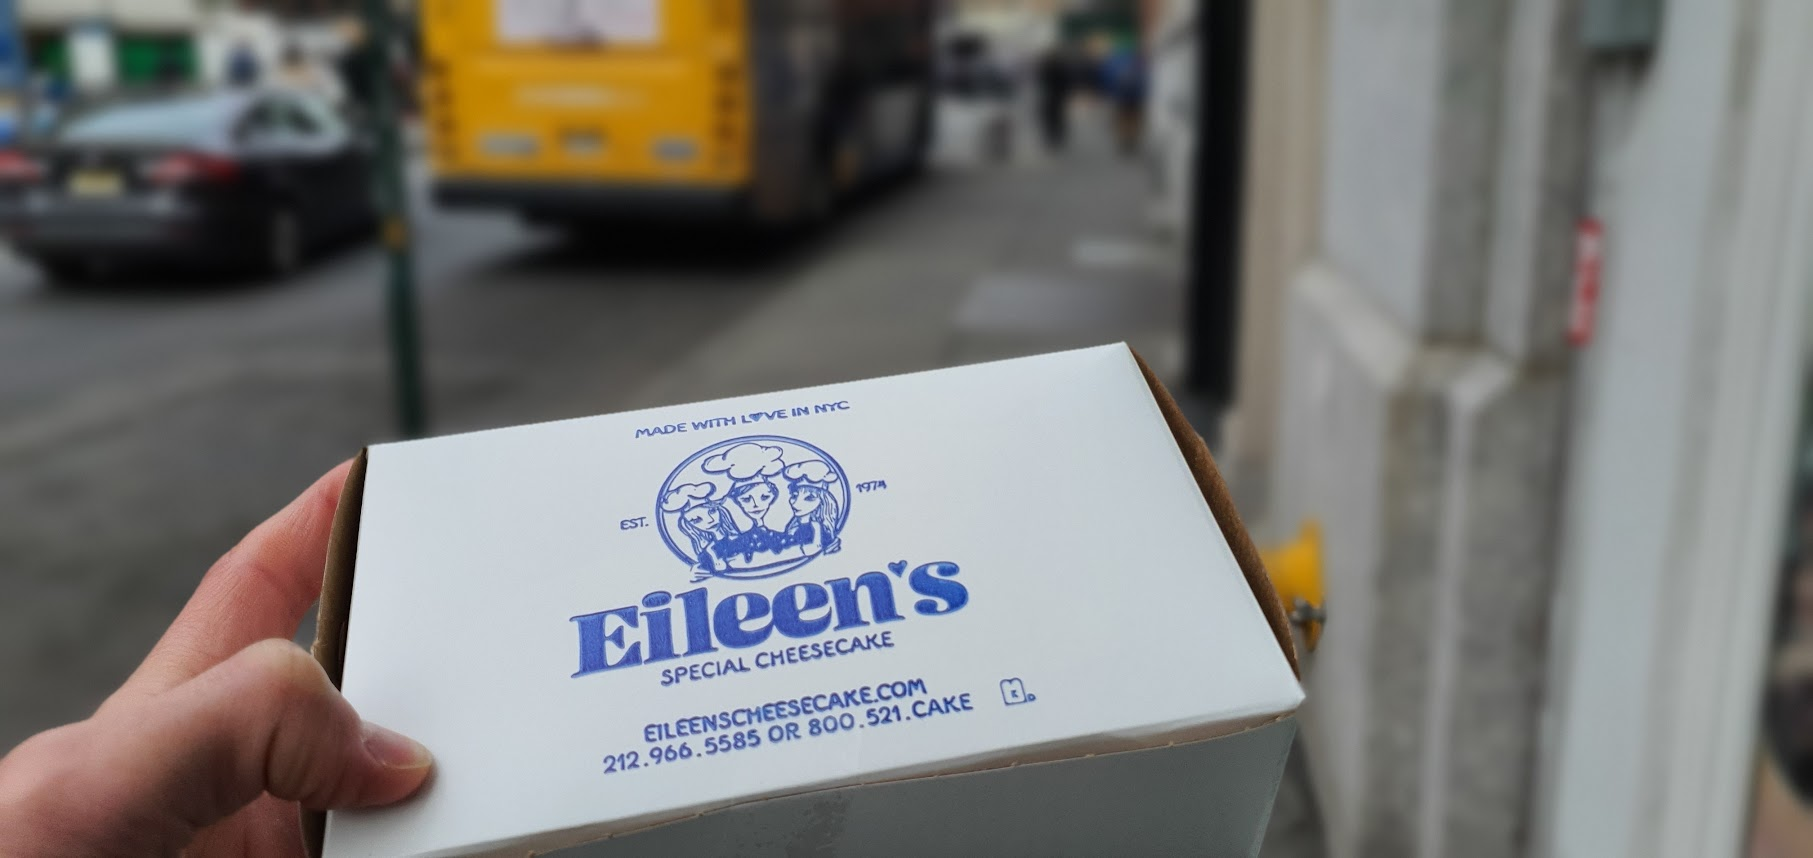 MADE WITH LOVE IN NYC
EST. 1974
Eileen's
SPECIAL CHEESECAKE
EILEENSCHEESECAKE.COM
212.966.5585 OR 800.521.CAKE
K
D